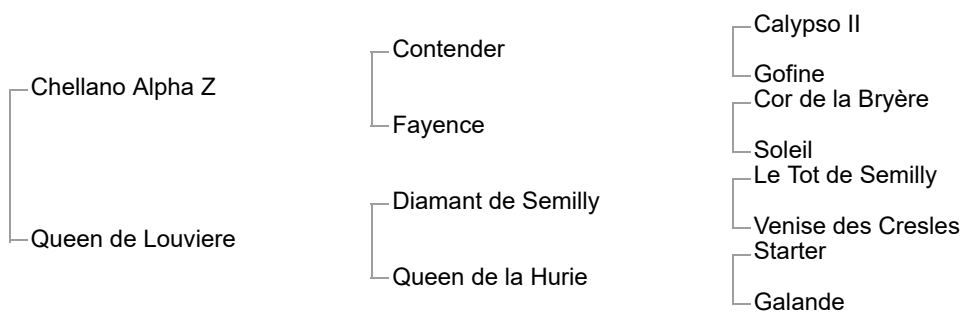 Calypso II
Contender
Gofine
Chellano Alpha Z
Cor de la Bryère
Fayence
Soleil
Le Tot de Semilly
Diamant de Semilly
Venise des Cresles
Queen de Louviere
Starter
Queen de la Hurie
Galande